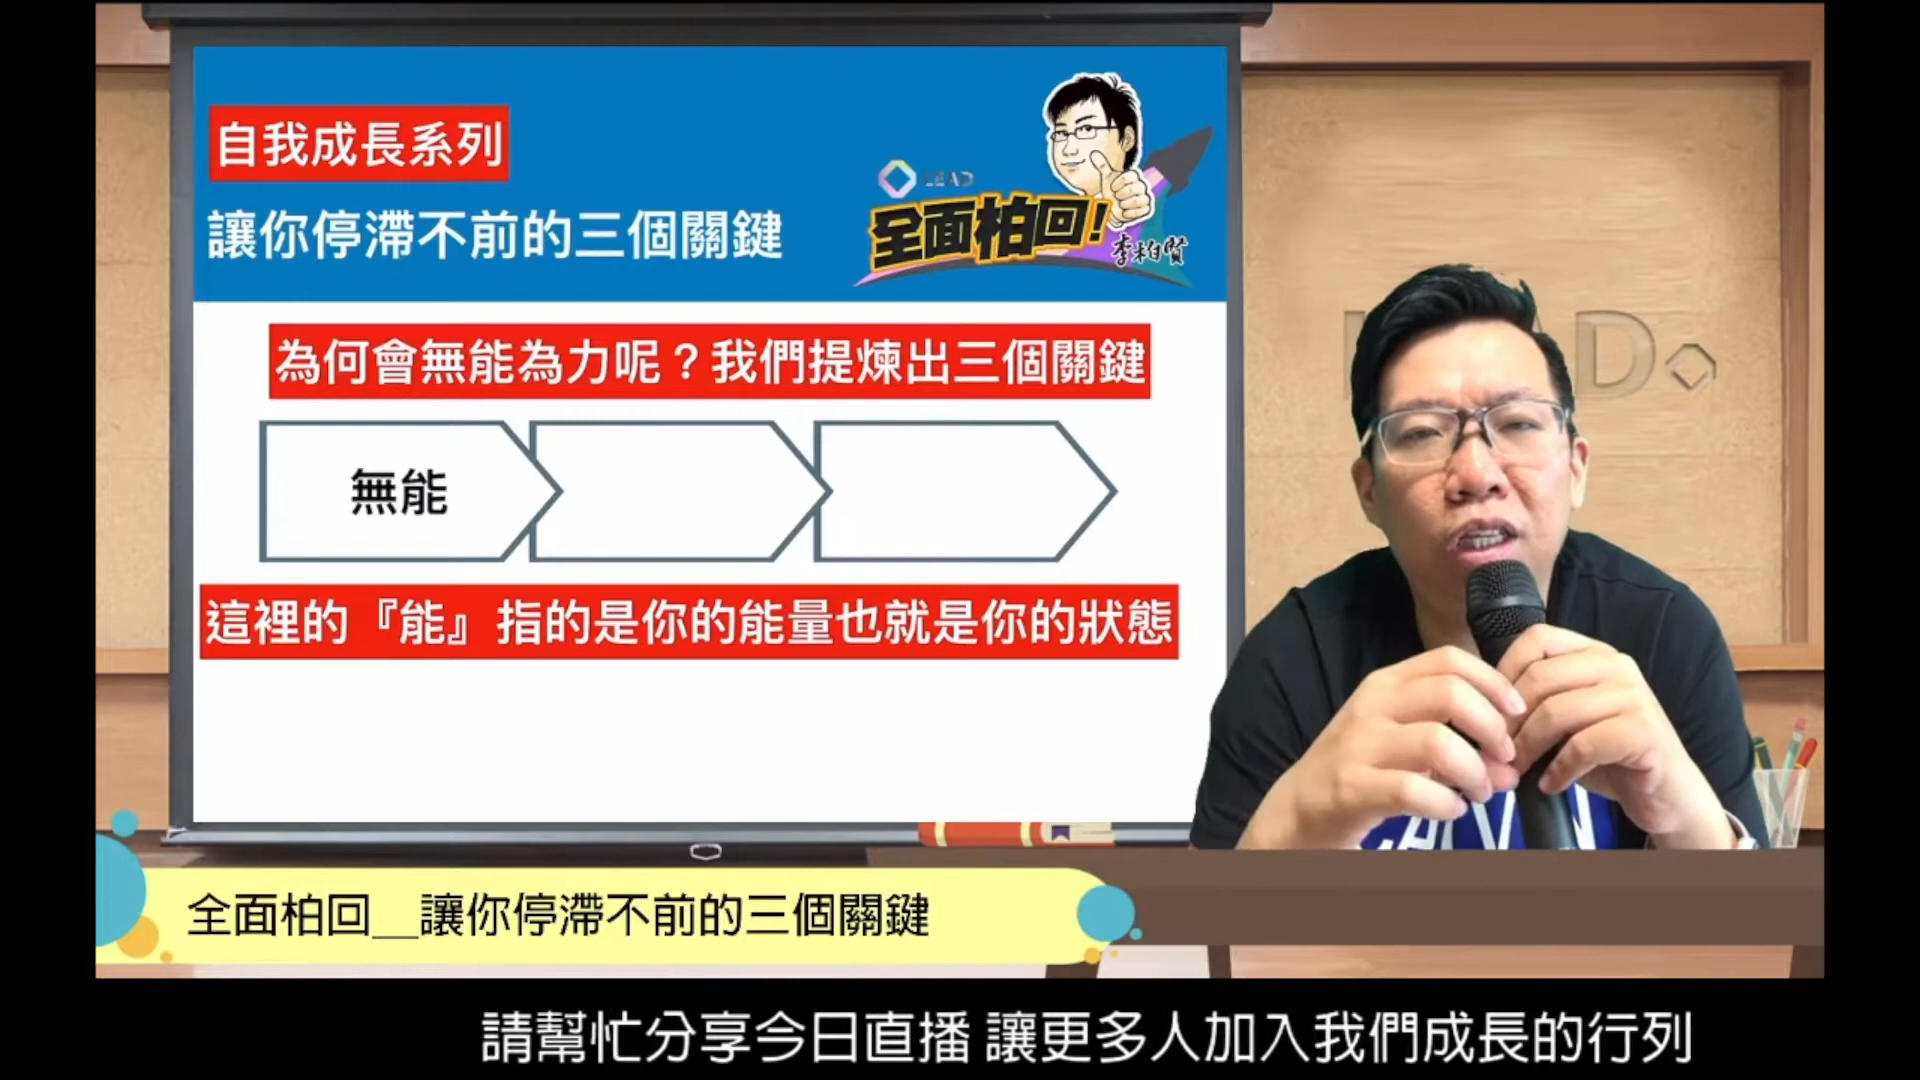 自我成長系列
讓你停滯不前的三個關鍵
LEAD
全面柏回!
李柏賢
為何會無能為力呢？我們提煉出三個關鍵
無能
這裡的『能』指的是你的能量也就是你的狀態
全面柏回__讓你停滯不前的三個關鍵
請幫忙分享今日直播 讓更多人加入我們成長的行列